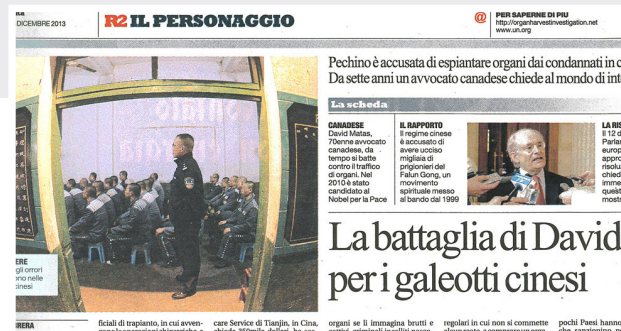 DICEMBRE 2013
R2 IL PERSONAGGIO
@
PER SAPERNE DI PIU
http://organharvestinvestigation.net
www.un.org
Pechino è accusata di espiantare organi dai condannati in c
Da sette anni un avvocato canadese chiede al mondo di int
La scheda
CANADESE
David Matas,
70enne avvocato
canadese, da
tempo si batte
contro il traffico
di organi. Nel
2010 è stato
candidato al
Nobel per la Pace
IL RAPPORTO
Il regime cinese
è accusato di
avere ucciso
migliaia di
prigionieri del
Falun Gong, un
movimento
spirituale messo
al bando dal 1999
LA RIS
Il 12 d
Parlan
europ
appro
risolu
chied
imme
quest
mostr
La battaglia di David
per i galeotti cinesi
ERE
gli orrori
ono nelle
cinesi
RRERA
ficiali di trapianto, in cui avven-
care Service di Tianjin, in Cina,
organi se li immagina brutti e
regolari in cui non si commette
pochi Paesi hanno